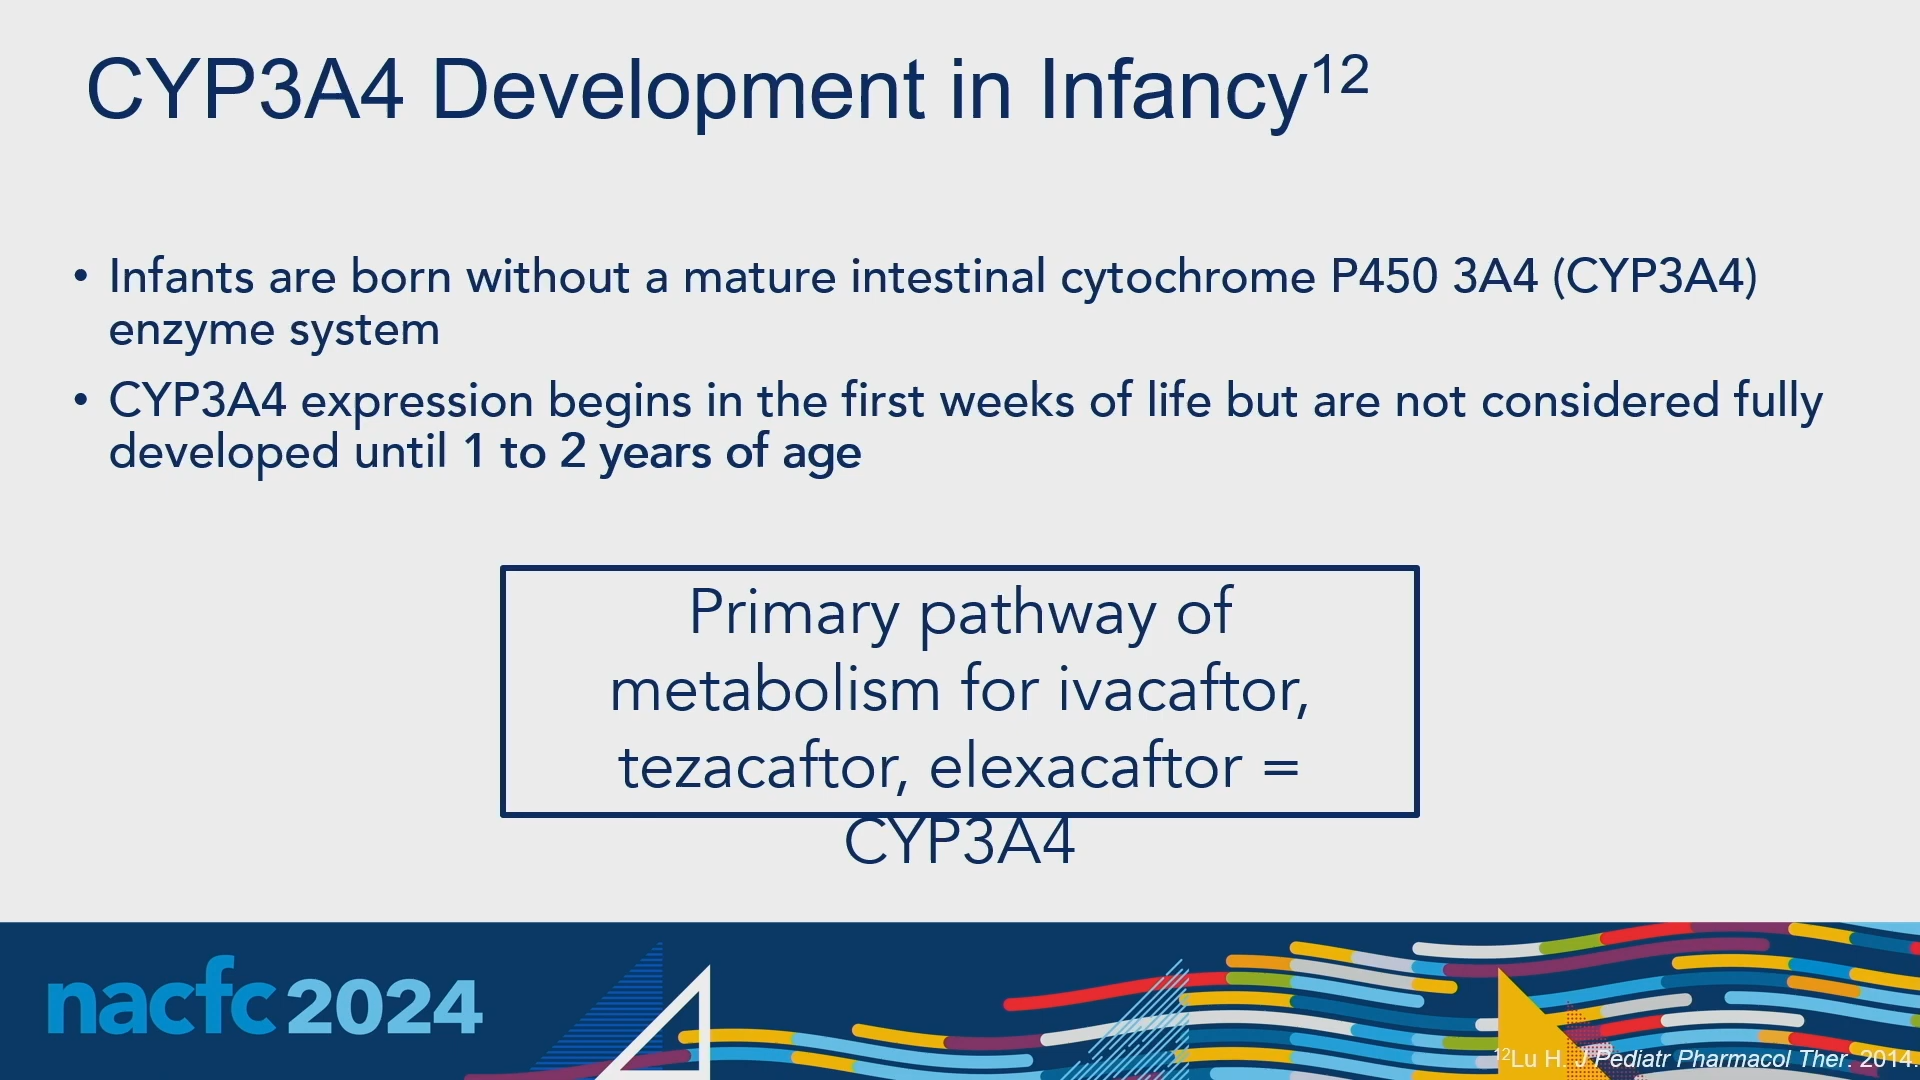 CYP3A4 Development in Infancy12
• Infants are born without a mature intestinal cytochrome P450 3A4 (CYP3A4)
enzyme system
• CYP3A4 expression begins in the first weeks of life but are not considered fully
developed until 1 to 2 years of age
Primary pathway of
metabolism for ivacaftor,
tezacaftor, elexacaftor =
CYP3A4
nacfc 2024
12Lu H. J Pediatr Pharmacol Ther. 2014.